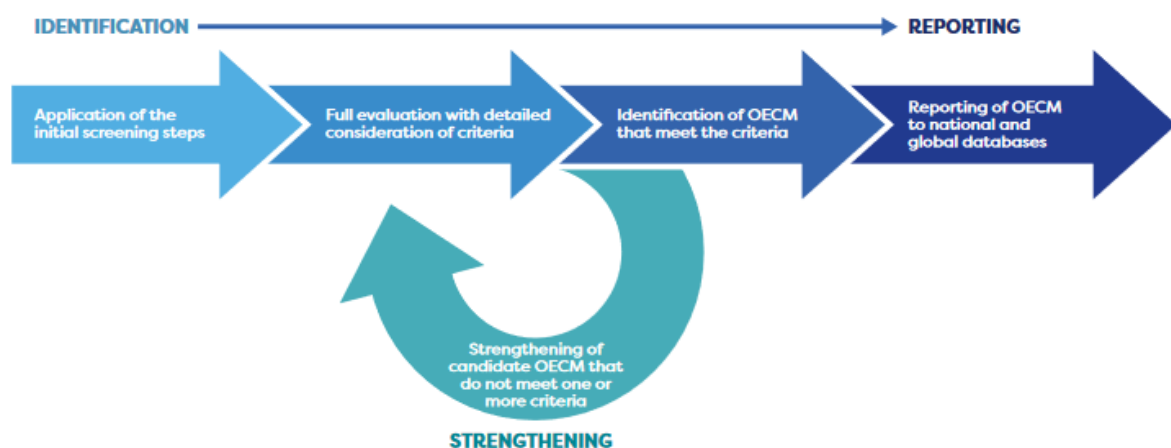 IDENTIFICATION
REPORTING
Application of the
initial screening steps
Full evaluation with detailed
consideration of criteria
Identification of OECM
that meet the criteria
Reporting of OECM
to national and
global databases
Strengthening of
candidate OECM that
do not meet one or
more criteria
STRENGTHENING